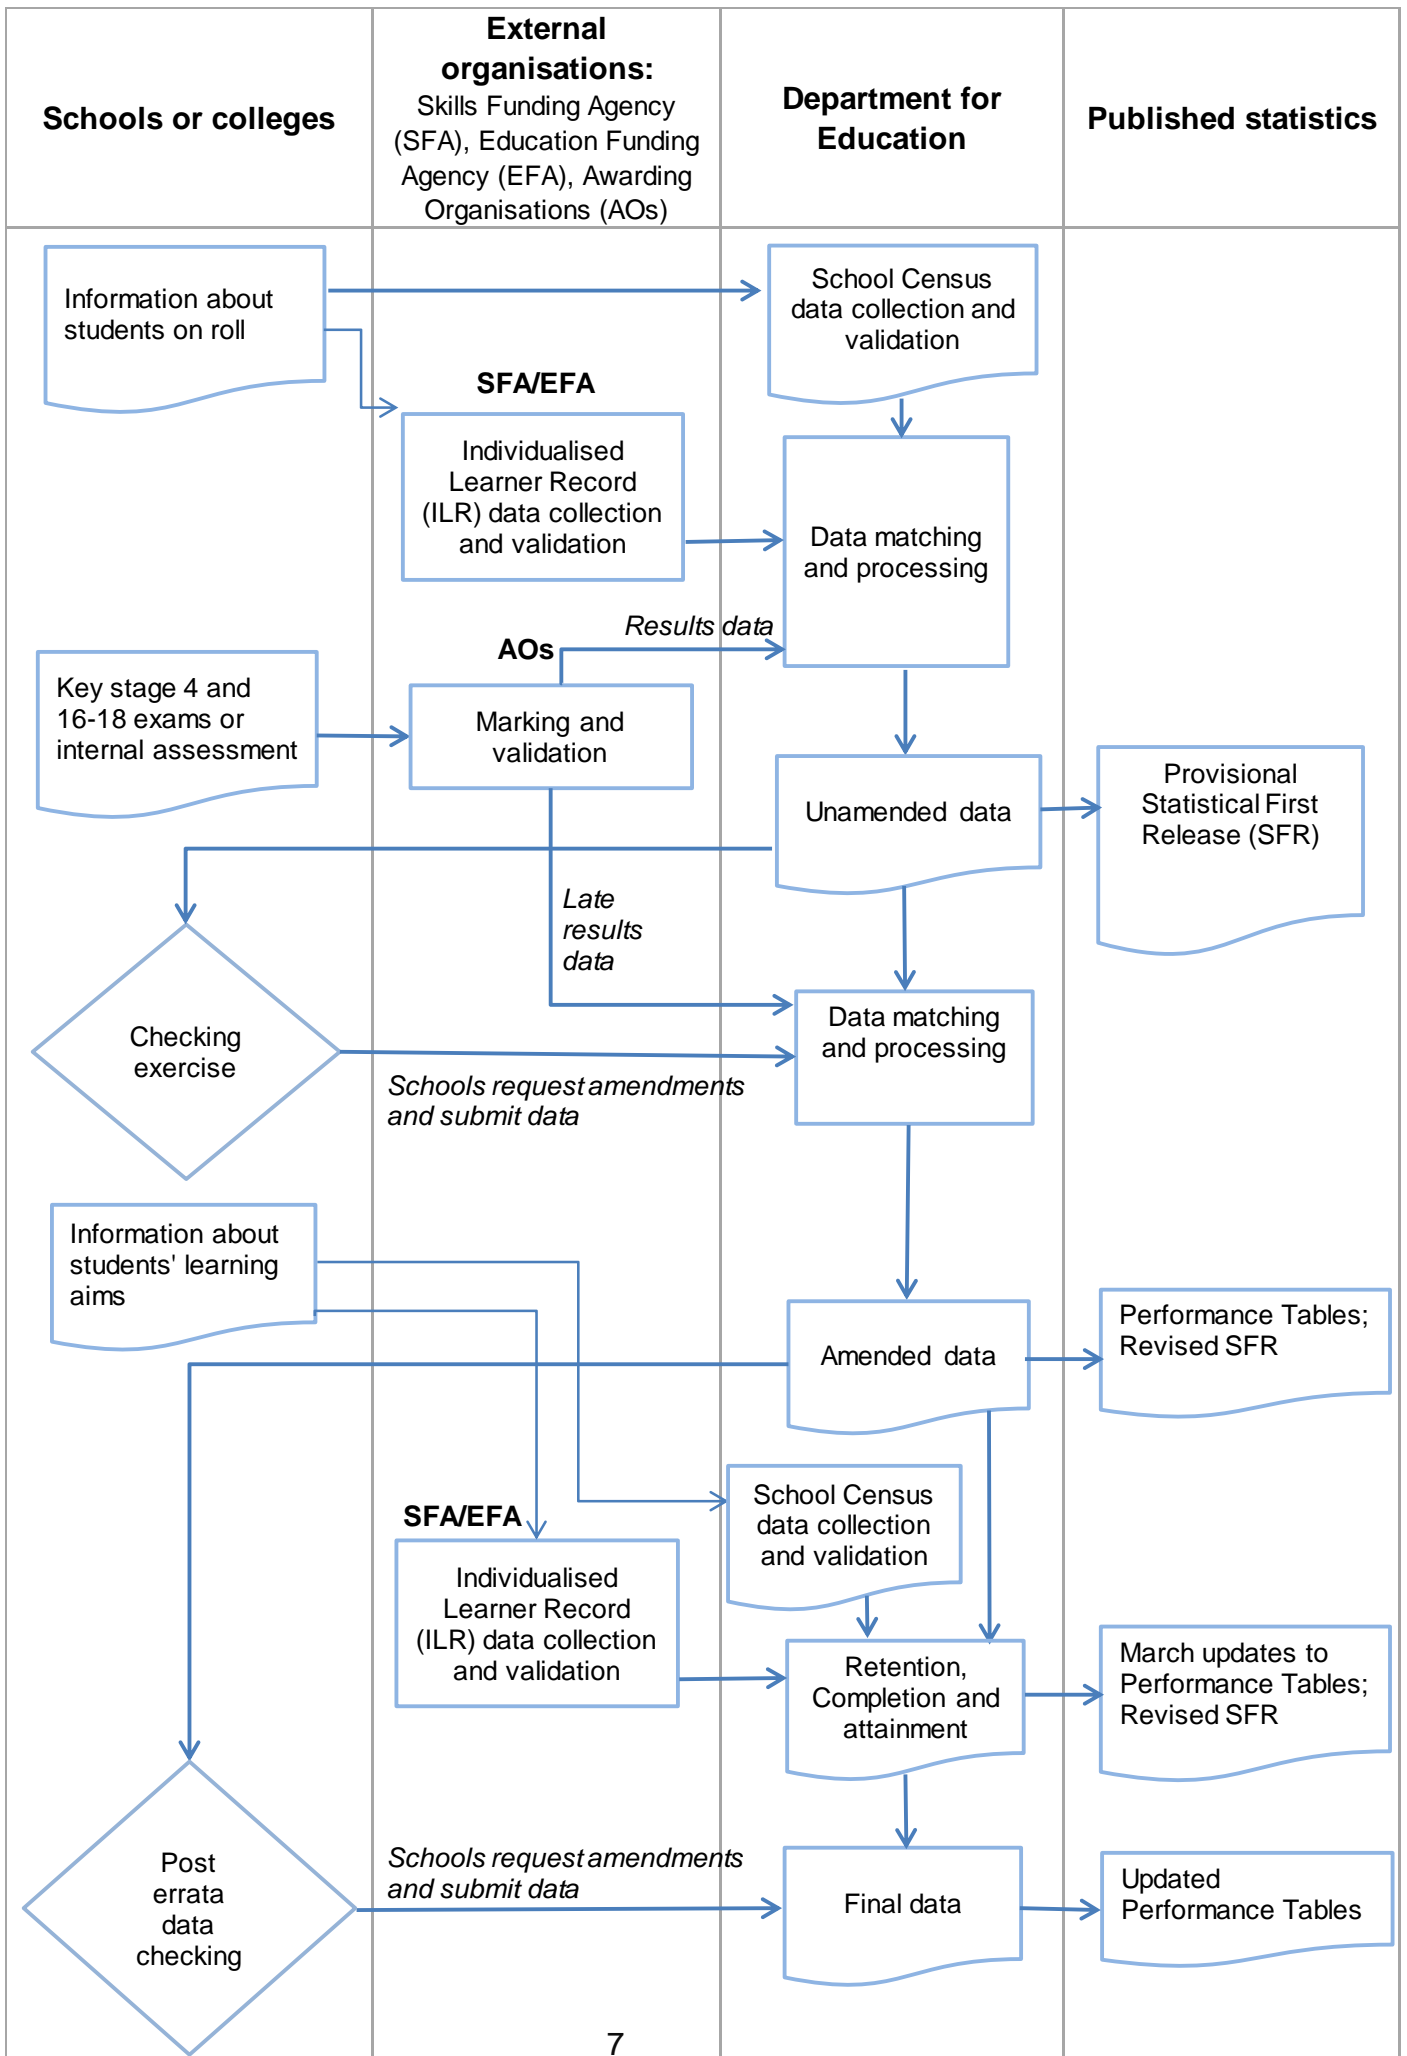 Schools or colleges
External
organisations:
Skills Funding Agency
(SFA), Education Funding
Agency (EFA), Awarding
Organisations (AOs)
Department for
Education
Published statistics
Information about
students on roll
School Census
data collection and
validation
SFA/EFA
Individualised
Learner Record
(ILR) data collection
and validation
Data matching
and processing
Results data
AOs
Key stage 4 and
16-18 exams or
internal assessment
Marking and
validation
Unamended data
Provisional
Statistical First
Release (SFR)
Late
results
data
Checking
exercise
Data matching
and processing
Schools request amendments
and submit data
Information about
students' learning
aims
Amended data
Performance Tables;
Revised SFR
School Census
data collection
and validation
SFA/EFA
Individualised
Learner Record
(ILR) data collection
and validation
Retention,
Completion and
attainment
March updates to
Performance Tables;
Revised SFR
Post
errata
data
checking
Schools request amendments
and submit data
Final data
Updated
Performance Tables
7